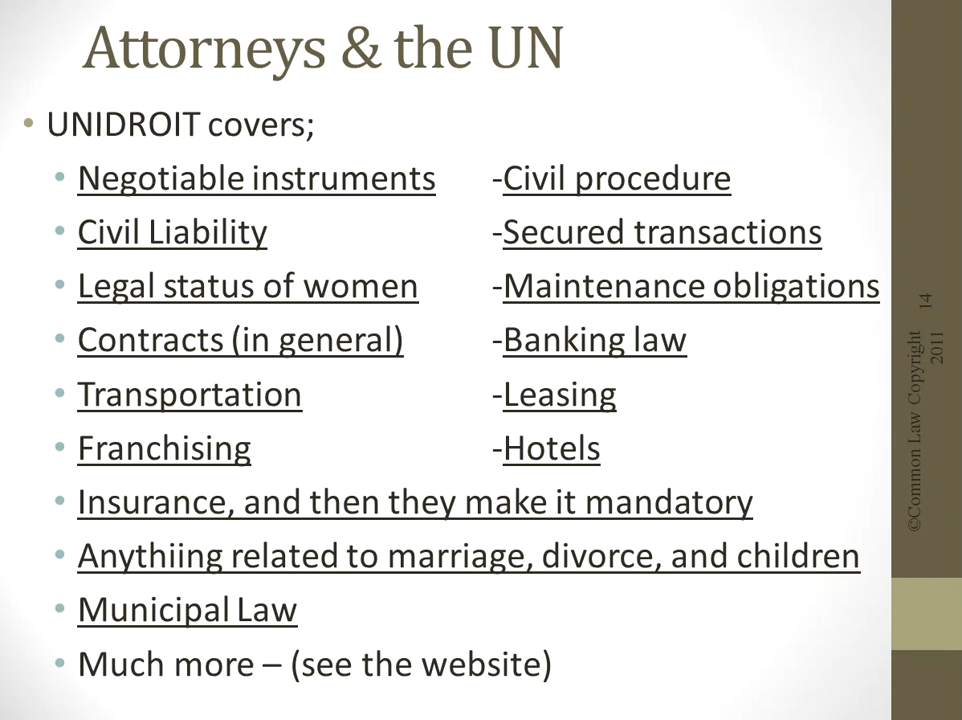 Attorneys & the UN
• UNIDROIT covers;
• Negotiable instruments -Civil procedure
• Civil Liability -Secured transactions
• Legal status of women -Maintenance obligations
• Contracts (in general) -Banking law
• Transportation -Leasing
• Franchising -Hotels
• Insurance, and then they make it mandatory
• Anythiing related to marriage, divorce, and children
• Municipal Law
• Much more – (see the website)
©Common Law Copyright
2011
14